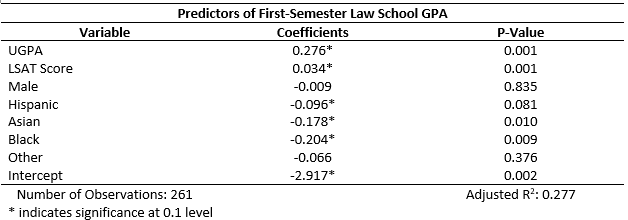 Predictors of First-Semester Law School GPA
Variable Coefficients P-Value
UGPA 0.276* 0.001
LSAT Score 0.034* 0.001
Male -0.009 0.835
Hispanic -0.096* 0.081
Asian -0.178* 0.010
Black -0.204* 0.009
Other -0.066 0.376
Intercept -2.917* 0.002
Number of Observations: 261 Adjusted R²: 0.277
* indicates significance at 0.1 level